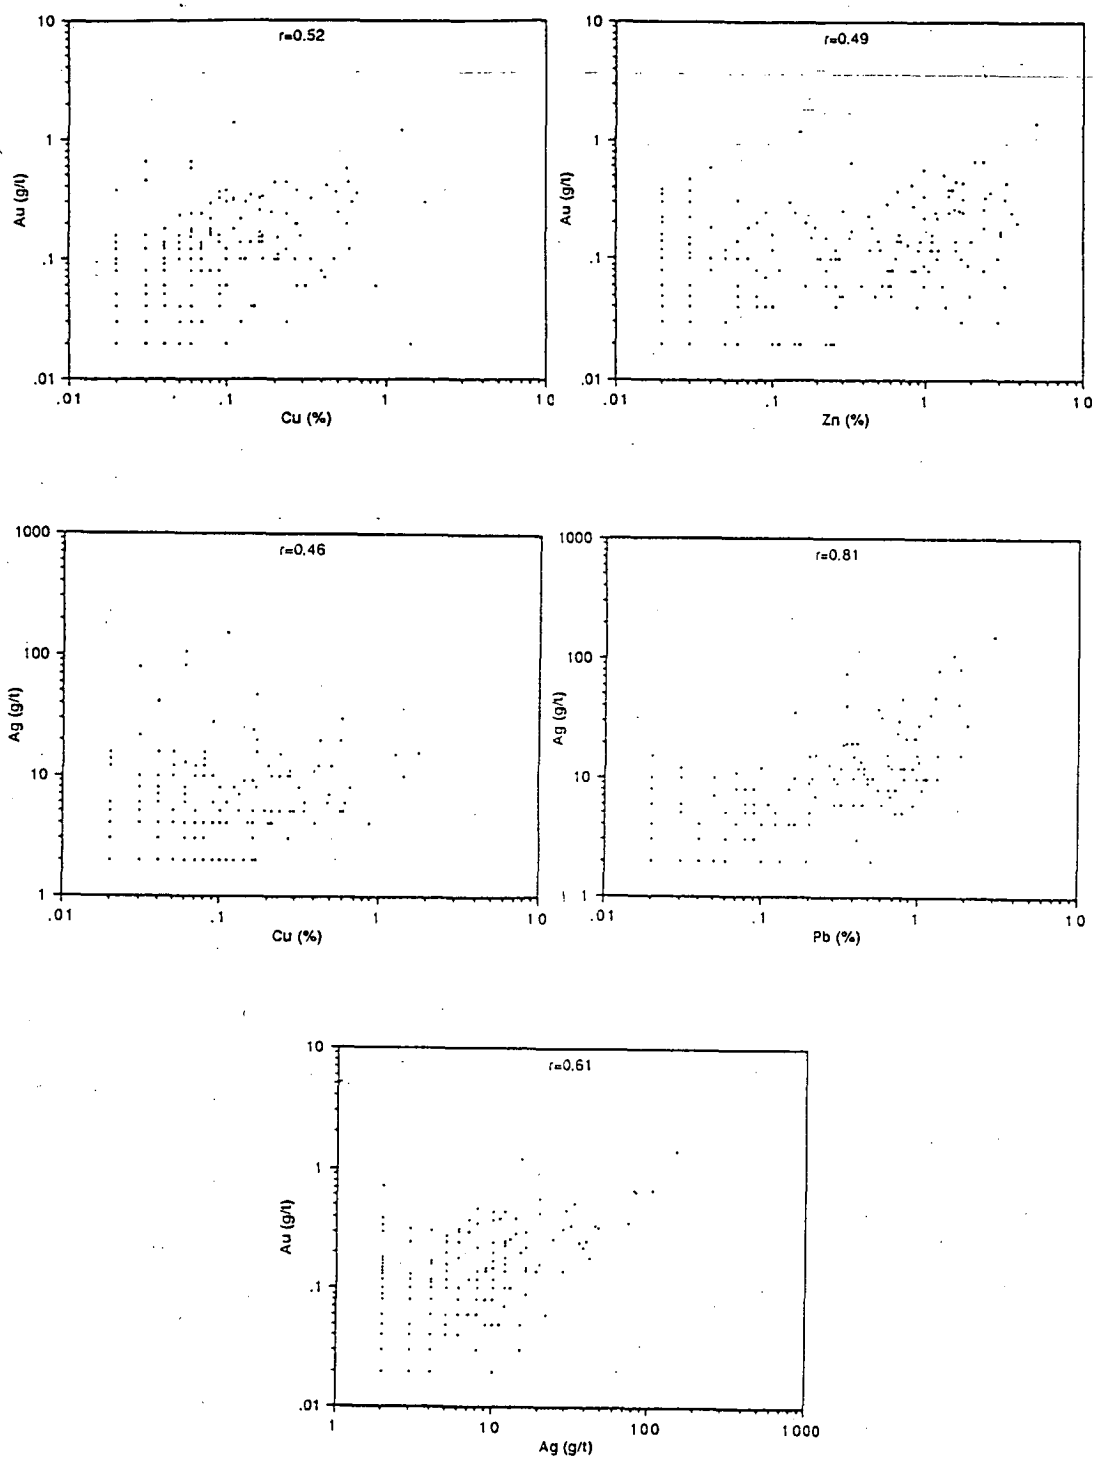 r=0.52
10
1
.1
.01
Au (g/t)
.01
.1
1
10
Cu (%)
r=0.49
10
1
.1
.01
Au (g/t)
.01
.1
1
10
Zn (%)
r=0.46
1000
100
10
1
Ag (g/t)
.01
.1
1
10
Cu (%)
r=0.81
1000
100
10
1
Ag (g/t)
.01
.1
1
10
Pb (%)
r=0.61
10
1
.1
.01
Au (g/t)
1
10
100
1000
Ag (g/t)